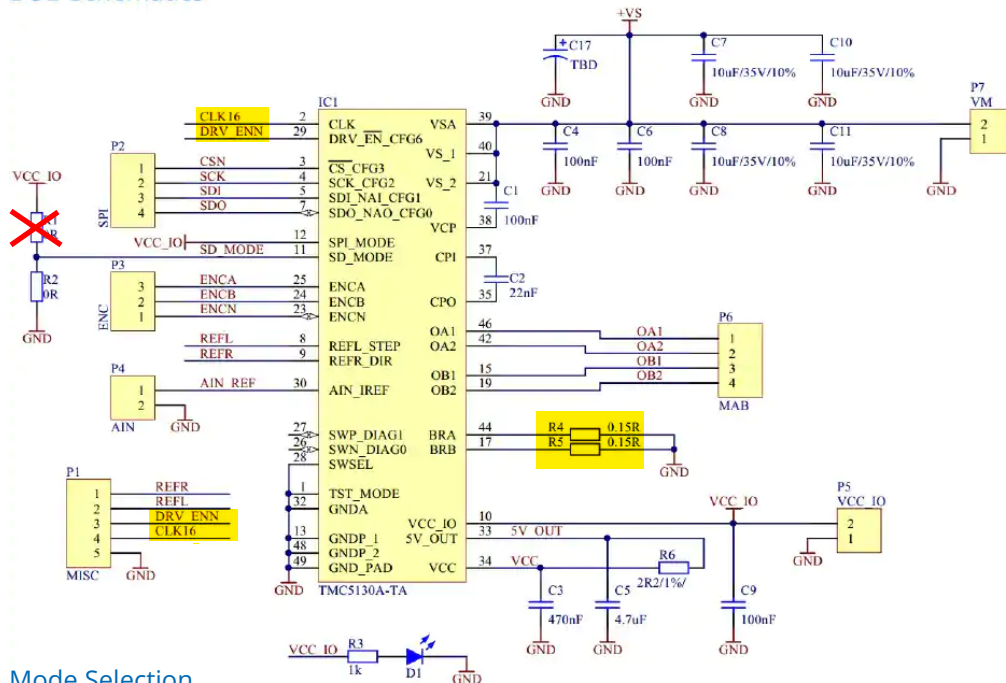 +VS
C17
TBD
GND
C7
10uF/35V/10%
GND
C10
10uF/35V/10%
GND
P7
VM
2
1
GND
IC1
CLK16 2 CLK VSA 39
DRV_ENN 29 DRV_EN_CFG6
VS_1 40
C4
100nF
GND
C6
100nF
GND
C8
10uF/35V/10%
GND
C11
10uF/35V/10%
GND
P2
SPI
1 CSN 3 CS_CFG3
2 SCK 4 SCK_CFG2 VS_2 21
3 SDI 5 SDI_NAI_CFG1
4 SDO 7 SDO_NAO_CFG0
C1
100nF
VCP 38
VCC_IO
R2
0R
GND
VCC_IO 12 SPI_MODE
SD_MODE 11 SD_MODE CPI 37
C2
22nF
CPO 35
P3
ENC
3 ENCA 25 ENCA
2 ENCB 24 ENCB
1 ENCN 23 ENCN
OA1 46 OA1
REFL 8 REFL_STEP OA2 42 OA2
REFR 9 REFR_DIR
OB1 15 OB1
OB2 19 OB2
P6
1
2
3
4
MAB
P4
1 AIN_REF 30 AIN_IREF
2
AIN
GND
27 SWP_DIAG1 BRA 44 R4 0.15R
26 SWN_DIAG0 BRB 17 R5 0.15R
28 SWSEL
GND
P1
1 REFR
2 REFL
3 DRV_ENN
4 CLK16
5
MISC
GND
1 TST_MODE
32 GNDA
VCC_IO 10
13 GNDP_1 5V_OUT 33 5V_OUT
48 GNDP_2
49 GND_PAD VCC 34 VCC
GND
TMC5130A-TA
VCC_IO
P5
VCC_IO
2
1
GND
R6
2R2/1%/
C3
470nF
GND
C5
4.7uF
GND
C9
100nF
GND
VCC_IO
R3
1k
D1
GND
Mode Selection